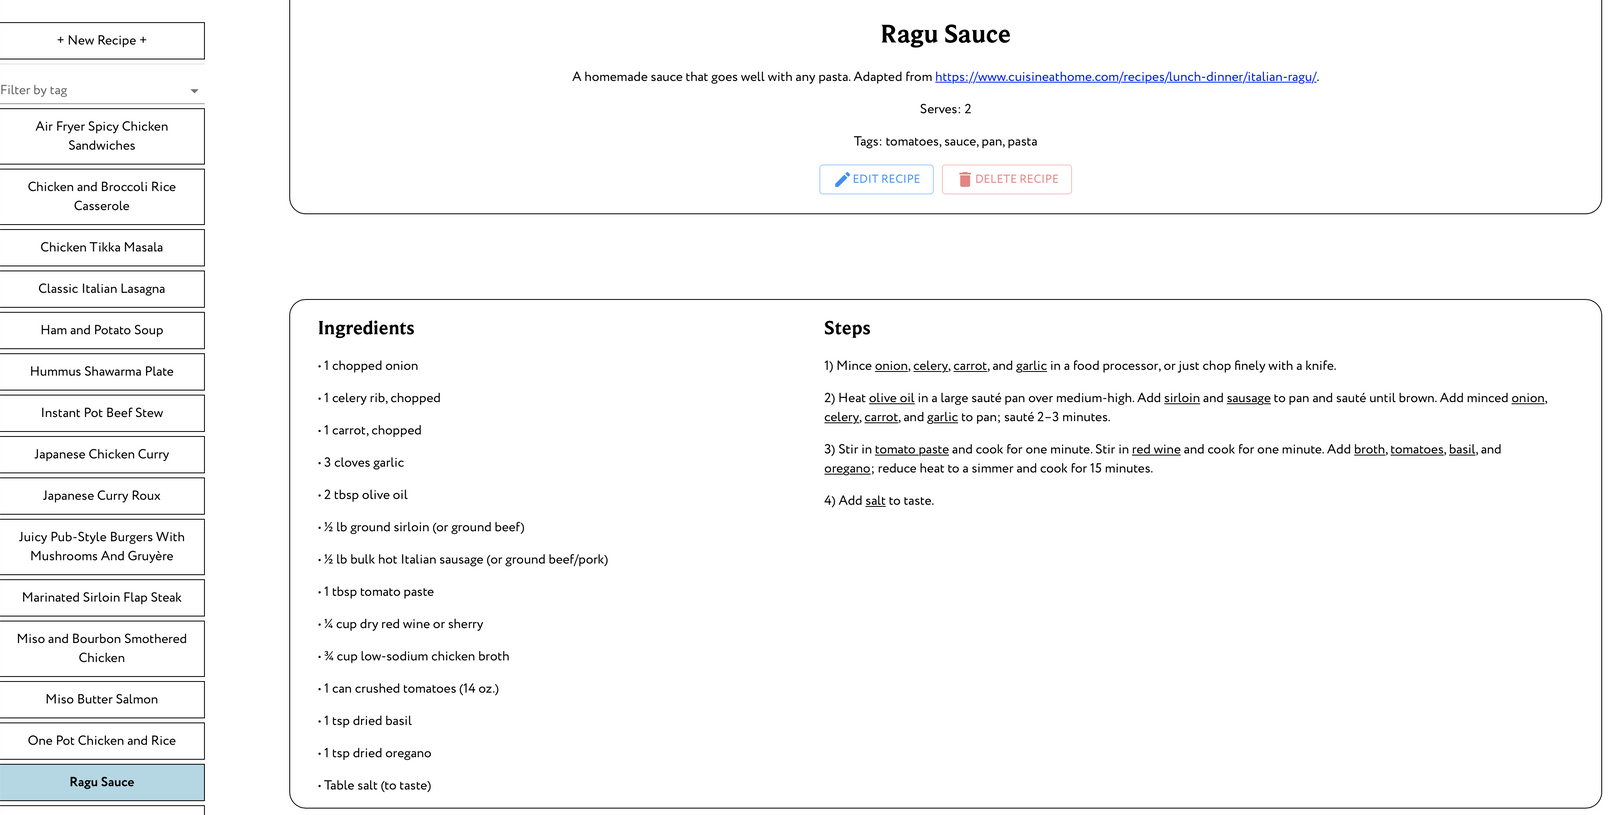 + New Recipe +
Filter by tag
Air Fryer Spicy Chicken
Sandwiches
Chicken and Broccoli Rice
Casserole
Chicken Tikka Masala
Classic Italian Lasagna
Ham and Potato Soup
Hummus Shawarma Plate
Instant Pot Beef Stew
Japanese Chicken Curry
Japanese Curry Roux
Juicy Pub-Style Burgers With
Mushrooms And Gruyère
Marinated Sirloin Flap Steak
Miso and Bourbon Smothered
Chicken
Miso Butter Salmon
One Pot Chicken and Rice
Ragu Sauce
Ragu Sauce
A homemade sauce that goes well with any pasta. Adapted from https://www.cuisineathome.com/recipes/lunch-dinner/italian-ragu/.
Serves: 2
Tags: tomatoes, sauce, pan, pasta
EDIT RECIPE
DELETE RECIPE
Ingredients
• 1 chopped onion
• 1 celery rib, chopped
• 1 carrot, chopped
• 3 cloves garlic
• 2 tbsp olive oil
• ½ lb ground sirloin (or ground beef)
• ½ lb bulk hot Italian sausage (or ground beef/pork)
• 1 tbsp tomato paste
• ¼ cup dry red wine or sherry
• ¾ cup low-sodium chicken broth
• 1 can crushed tomatoes (14 oz.)
• 1 tsp dried basil
• 1 tsp dried oregano
• Table salt (to taste)
Steps
1) Mince onion, celery, carrot, and garlic in a food processor, or just chop finely with a knife.
2) Heat olive oil in a large sauté pan over medium-high. Add sirloin and sausage to pan and sauté until brown. Add minced onion,
celery, carrot, and garlic to pan; sauté 2–3 minutes.
3) Stir in tomato paste and cook for one minute. Stir in red wine and cook for one minute. Add broth, tomatoes, basil, and
oregano; reduce heat to a simmer and cook for 15 minutes.
4) Add salt to taste.